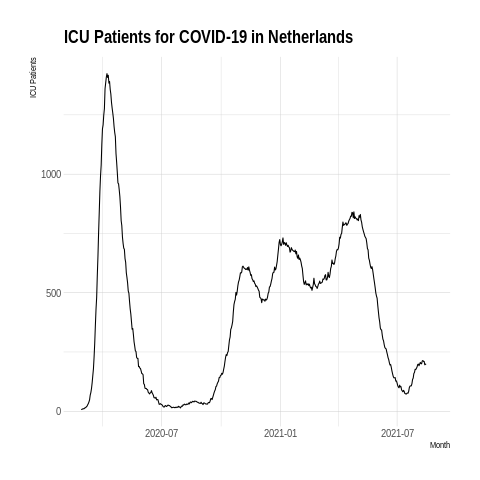 ICU Patients for COVID-19 in Netherlands
ICU Patients
1000
500
0
2020-07
2021-01
2021-07
Month